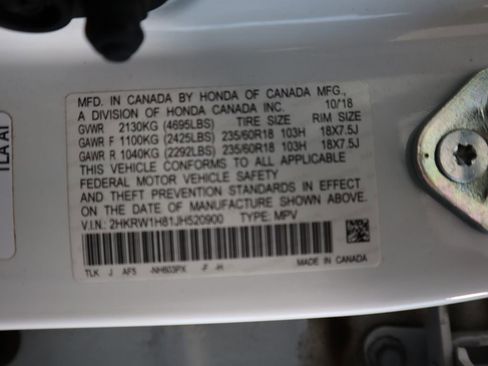 MFD. IN CANADA BY HONDA OF CANADA MFG.,
A DIVISION OF HONDA CANADA INC. 10/18
GVWR 2130KG (4695LBS) TIRE SIZE RIM SIZE
GAWR F 1100KG (2425LBS) 235/60R18 103H 18X7.5J
GAWR R 1040KG (2292LBS) 235/60R18 103H 18X7.5J
THIS VEHICLE CONFORMS TO ALL APPLICABLE
FEDERAL MOTOR VEHICLE SAFETY
AND THEFT PREVENTION STANDARDS IN EFFECT
ON THE DATE OF MANUFACTURE SHOWN ABOVE.
V.I.N.: 2HKRW1H81JH520900 TYPE: MPV
TLK J AF5 -NH603PX -F -H MADE IN CANADA